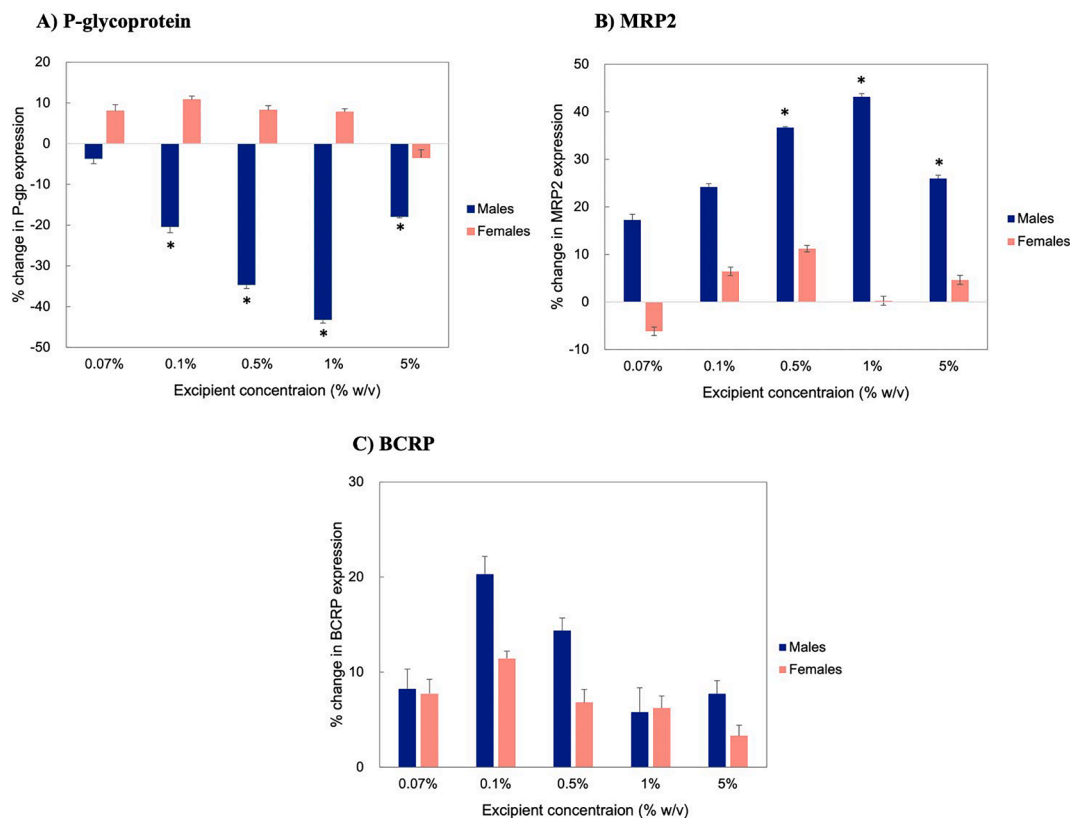 A) P-glycoprotein
20
10
0
-10
-20
-30
-40
-50
% change in P-gp expression
*
*
*
*
0.07%
0.1%
0.5%
1%
5%
Excipient concentraion (% w/v)
Males
Females
B) MRP2
50
40
30
20
10
0
-10
% change in MRP2 expression
*
*
*
0.07%
0.1%
0.5%
1%
5%
Excipient concentraion (% w/v)
Males
Females
C) BCRP
30
20
10
0
% change in BCRP expression
0.07%
0.1%
0.5%
1%
5%
Excipient concentraion (% w/v)
Males
Females